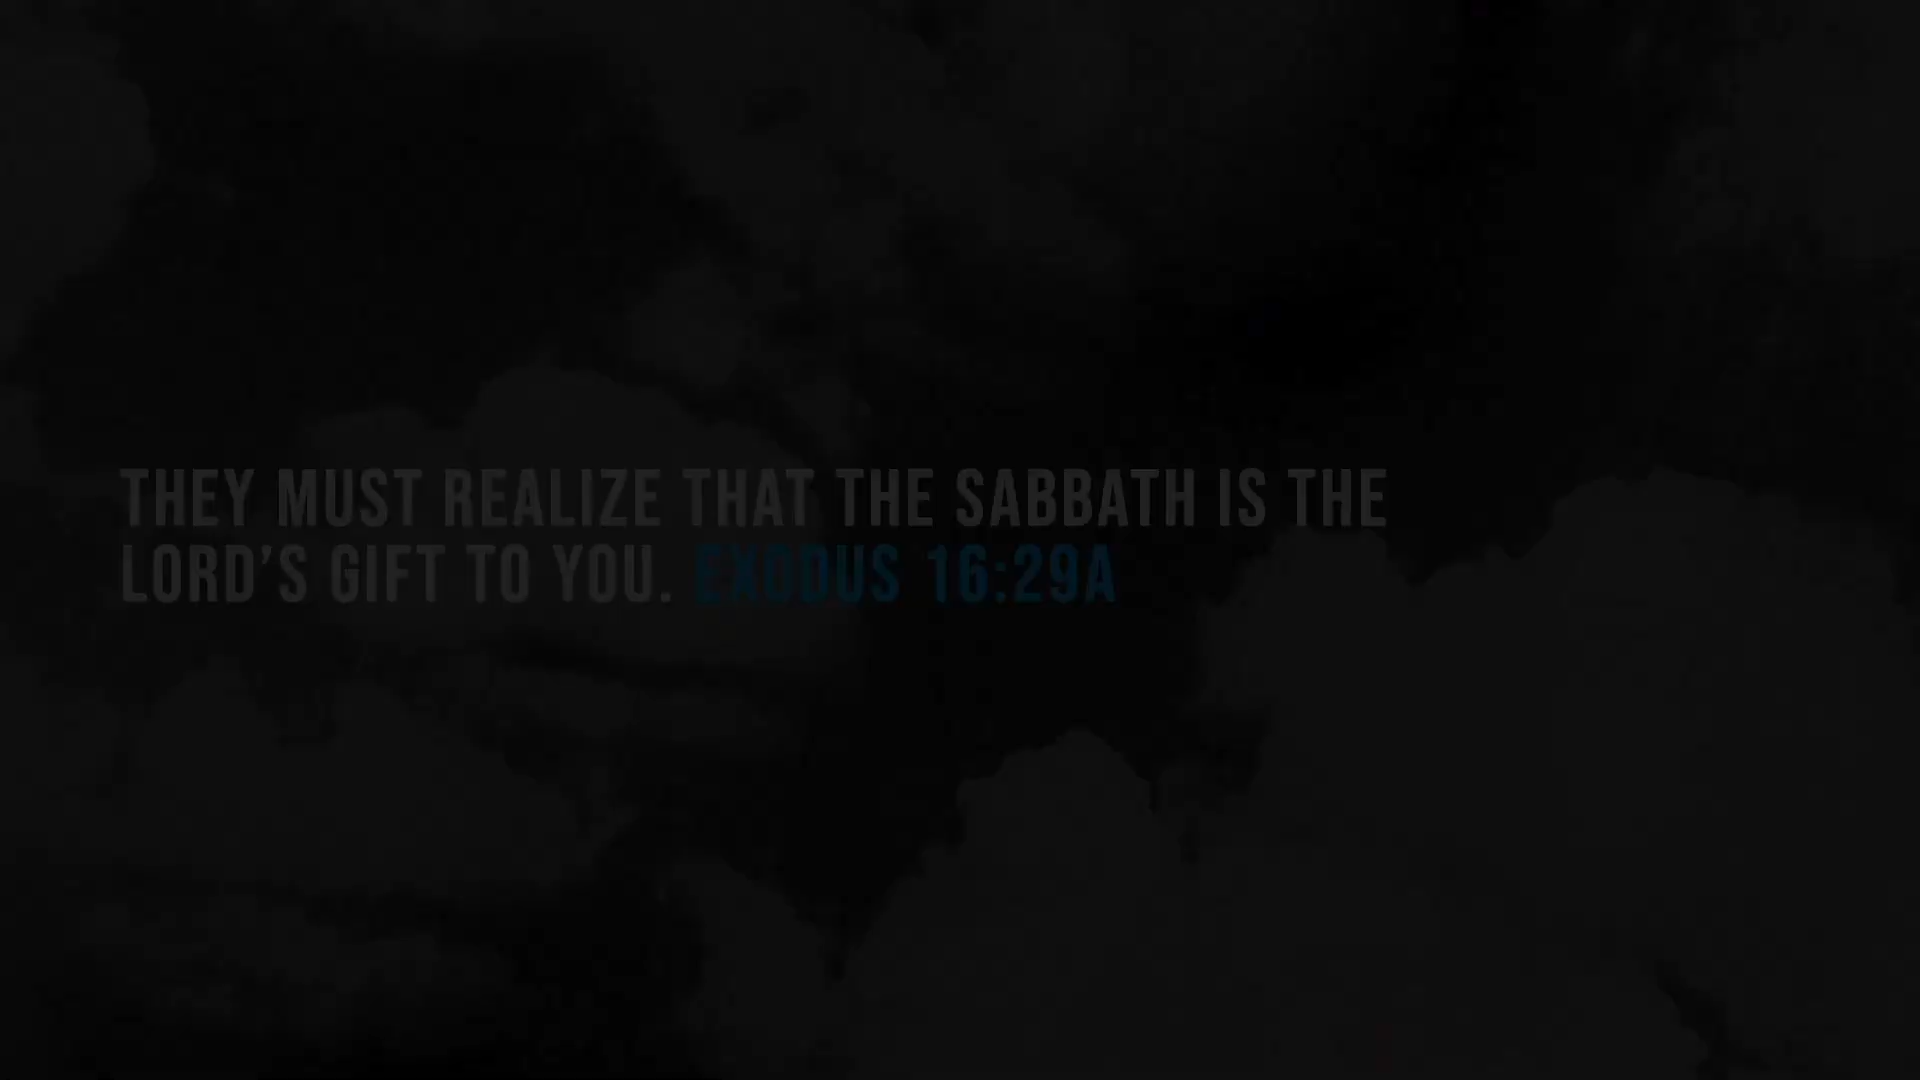 THEY MUST REALIZE THAT THE SABBATH IS THE
LORD’S GIFT TO YOU. EXODUS 16:29A